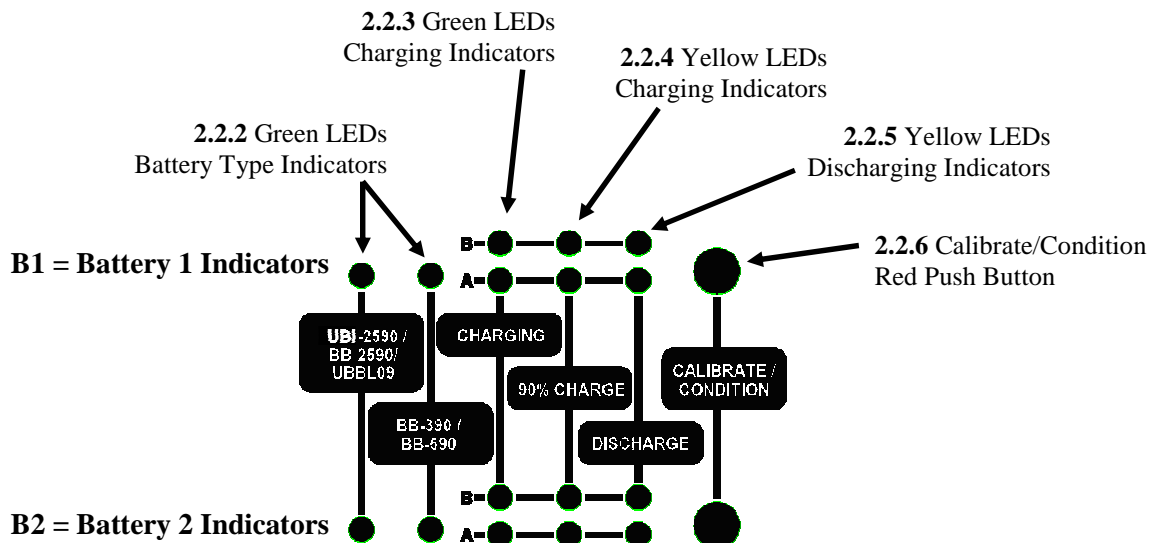 2.2.3 Green LEDs
Charging Indicators
2.2.4 Yellow LEDs
Charging Indicators
2.2.2 Green LEDs
Battery Type Indicators
2.2.5 Yellow LEDs
Discharging Indicators
B1 = Battery 1 Indicators
B
A
2.2.6 Calibrate/Condition
Red Push Button
UBI-2590 /
BB 2590/
UBBL09
CHARGING
90% CHARGE
CALIBRATE /
CONDITION
BB-390 /
BB-590
DISCHARGE
B2 = Battery 2 Indicators
B
A